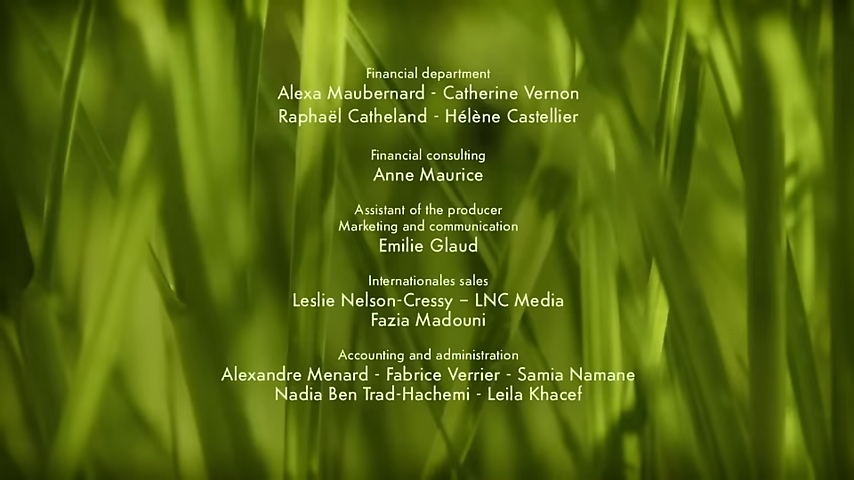 Financial department
Alexa Maubernard - Catherine Vernon
Raphaël Catheland - Hélène Castellier
Financial consulting
Anne Maurice
Assistant of the producer
Marketing and communication
Emilie Glaud
Internationales sales
Leslie Nelson-Cressy – LNC Media
Fazia Madouni
Accounting and administration
Alexandre Menard - Fabrice Verrier - Samia Namane
Nadia Ben Trad-Hachemi - Leila Khacef